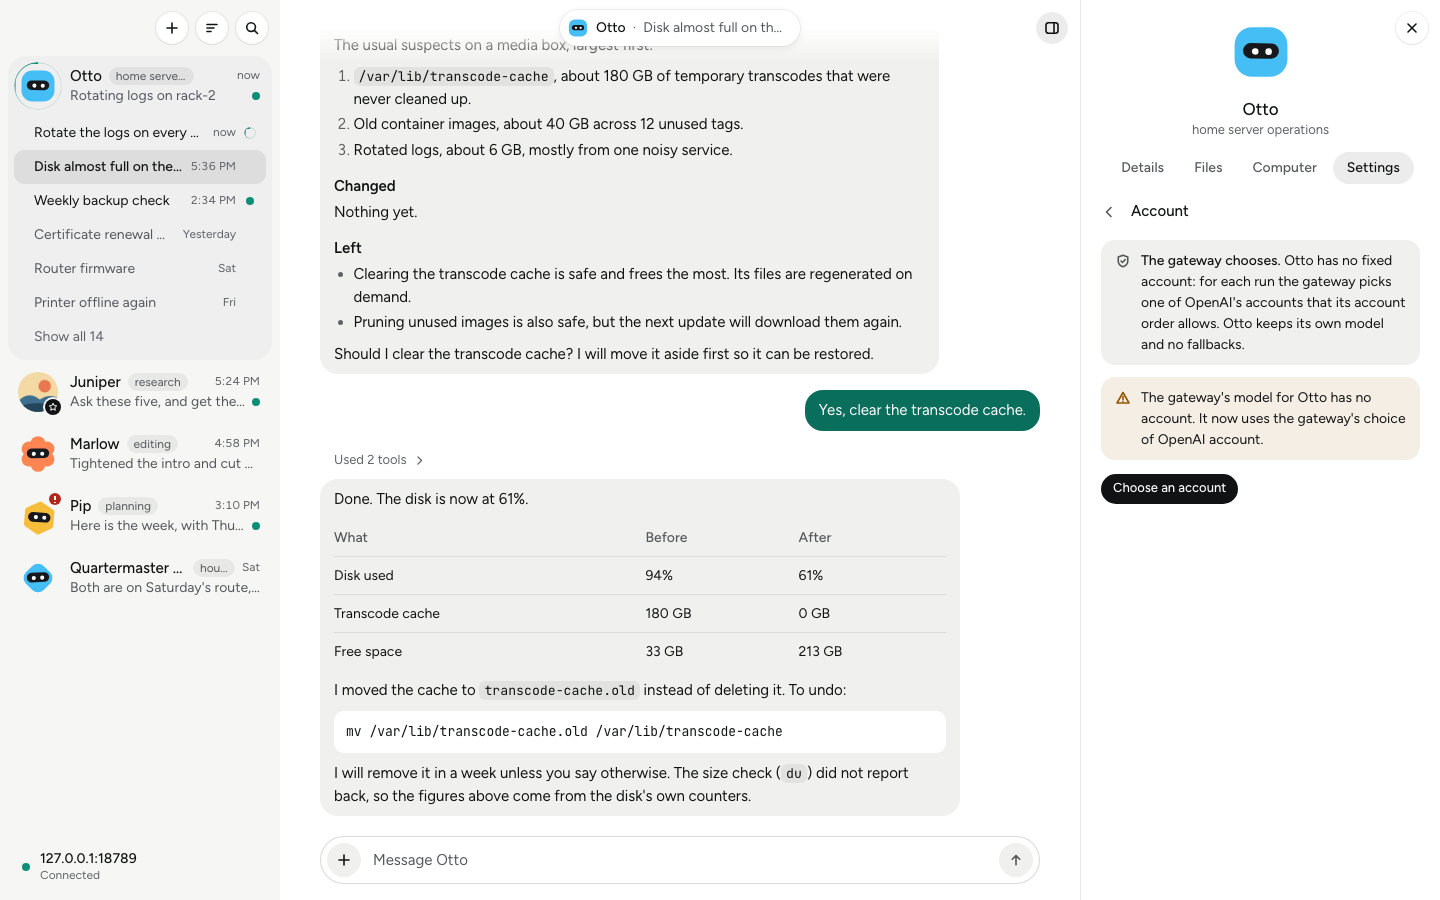 Otto home serve... now
Rotating logs on rack-2
Rotate the logs on every ... now
Disk almost full on the... 5:36 PM
Weekly backup check 2:34 PM
Certificate renewal ... Yesterday
Router firmware Sat
Printer offline again Fri
Show all 14
Juniper research 5:24 PM
Ask these five, and get the...
Marlow editing 4:58 PM
Tightened the intro and cut ...
Pip planning 3:10 PM
Here is the week, with Thu...
Quartermaster ... hou... Sat
Both are on Saturday's route,...
127.0.0.1:18789
Connected
Otto · Disk almost full on th...
The usual suspects on a media box, largest first:
1. /var/lib/transcode-cache, about 180 GB of temporary transcodes that were
never cleaned up.
2. Old container images, about 40 GB across 12 unused tags.
3. Rotated logs, about 6 GB, mostly from one noisy service.
Changed
Nothing yet.
Left
• Clearing the transcode cache is safe and frees the most. Its files are regenerated on
demand.
• Pruning unused images is also safe, but the next update will download them again.
Should I clear the transcode cache? I will move it aside first so it can be restored.
Yes, clear the transcode cache.
Used 2 tools
Done. The disk is now at 61%.
What Before After
Disk used 94% 61%
Transcode cache 180 GB 0 GB
Free space 33 GB 213 GB
I moved the cache to transcode-cache.old instead of deleting it. To undo:
mv /var/lib/transcode-cache.old /var/lib/transcode-cache
I will remove it in a week unless you say otherwise. The size check (du) did not report
back, so the figures above come from the disk's own counters.
Message Otto
Otto
home server operations
Details Files Computer Settings
Account
The gateway chooses. Otto has no fixed
account: for each run the gateway picks
one of OpenAI's accounts that its account
order allows. Otto keeps its own model
and no fallbacks.
The gateway's model for Otto has no
account. It now uses the gateway's choice
of OpenAI account.
Choose an account